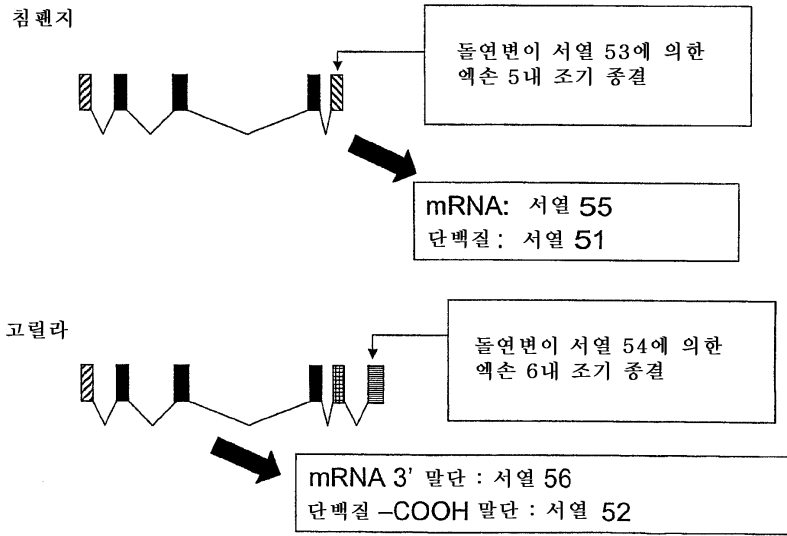 침팬지
돌연변이 서열 53에 의한
엑손 5내 조기 종결
mRNA: 서열 55
단백질: 서열 51
고릴라
돌연변이 서열 54에 의한
엑손 6내 조기 종결
mRNA 3' 말단 : 서열 56
단백질 –COOH 말단 : 서열 52